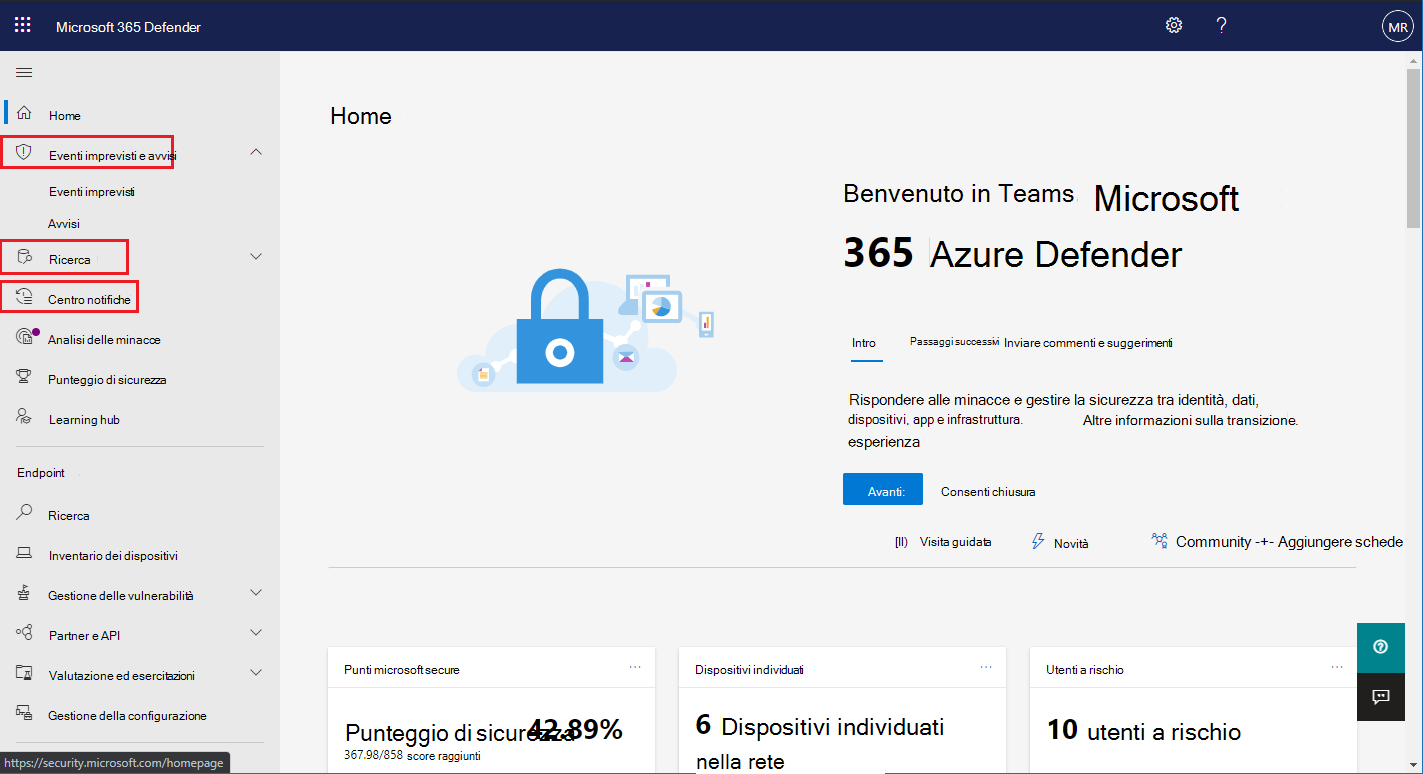 Microsoft 365 Defender
?
MR
Home
Eventi imprevisti e avvisi
Eventi imprevisti
Avvisi
Ricerca
Centro notifiche
Analisi delle minacce
Punteggio di sicurezza
Learning hub
Endpoint
Ricerca
Inventario dei dispositivi
Gestione delle vulnerabilità
Partner e API
Valutazione ed esercitazioni
Gestione della configurazione
https://security.microsoft.com/homepage
Home
Benvenuto in Teams Microsoft
365 Azure Defender
Intro Passaggi successivi Inviare commenti e suggerimenti
Rispondere alle minacce e gestire la sicurezza tra identità, dati,
dispositivi, app e infrastruttura. Altre informazioni sulla transizione.
esperienza
Avanti: Consenti chiusura
[II) Visita guidata Novità Community -+- Aggiungere schede
Punti microsoft secure ...
Punteggio di sicurezza 42.89%
367.98/858 score raggiunti
Dispositivi individuati ...
6 Dispositivi individuati
nella rete
Utenti a rischio ...
10 utenti a rischio